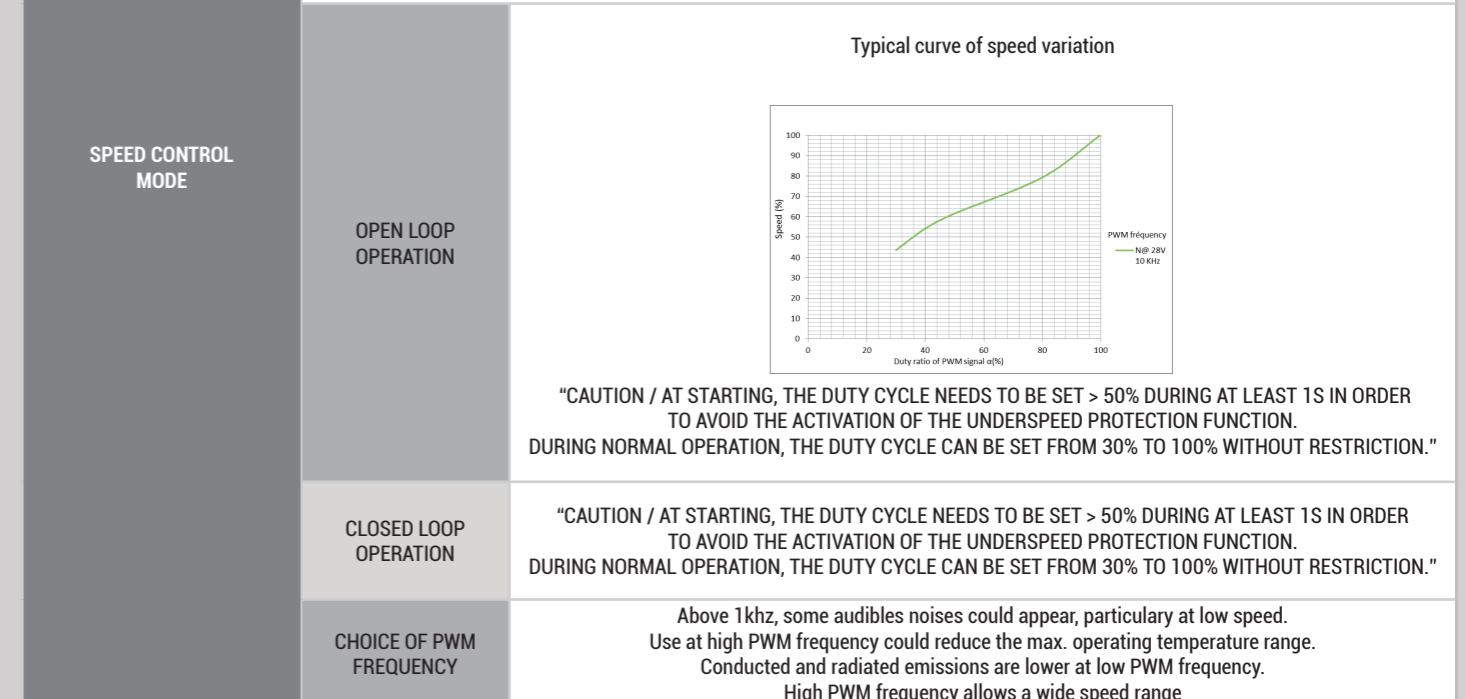 SPEED CONTROL
MODE
OPEN LOOP
OPERATION
Typical curve of speed variation
100
90
80
70
60
50
40
30
20
10
0
Speed (%)
0 20 40 60 80 100
Duty ratio of PWM signal α(%)
PWM fréquency
N@ 28V
10 KHz
“CAUTION / AT STARTING, THE DUTY CYCLE NEEDS TO BE SET > 50% DURING AT LEAST 1S IN ORDER
TO AVOID THE ACTIVATION OF THE UNDERSPEED PROTECTION FUNCTION.
DURING NORMAL OPERATION, THE DUTY CYCLE CAN BE SET FROM 30% TO 100% WITHOUT RESTRICTION.”
CLOSED LOOP
OPERATION
“CAUTION / AT STARTING, THE DUTY CYCLE NEEDS TO BE SET > 50% DURING AT LEAST 1S IN ORDER
TO AVOID THE ACTIVATION OF THE UNDERSPEED PROTECTION FUNCTION.
DURING NORMAL OPERATION, THE DUTY CYCLE CAN BE SET FROM 30% TO 100% WITHOUT RESTRICTION.”
CHOICE OF PWM
FREQUENCY
Above 1khz, some audibles noises could appear, particulary at low speed.
Use at high PWM frequency could reduce the max. operating temperature range.
Conducted and radiated emissions are lower at low PWM frequency.
High PWM frequency allows a wide speed range